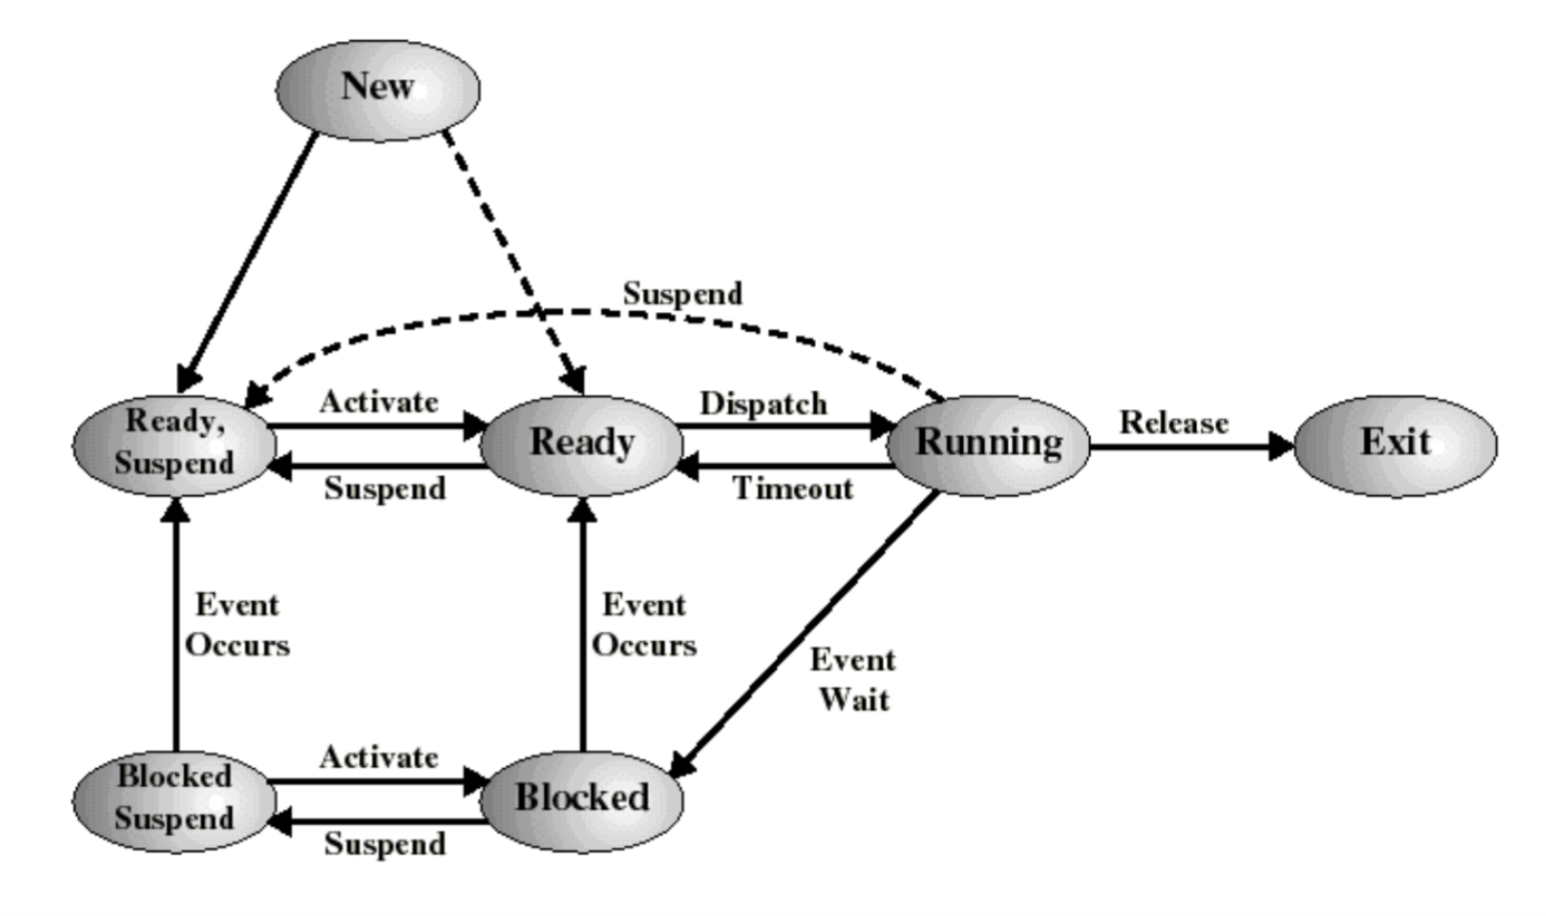 New
Suspend
Ready,
Suspend
Activate
Suspend
Ready
Dispatch
Timeout
Running
Release
Exit
Event
Occurs
Event
Occurs
Event
Wait
Blocked
Suspend
Activate
Suspend
Blocked